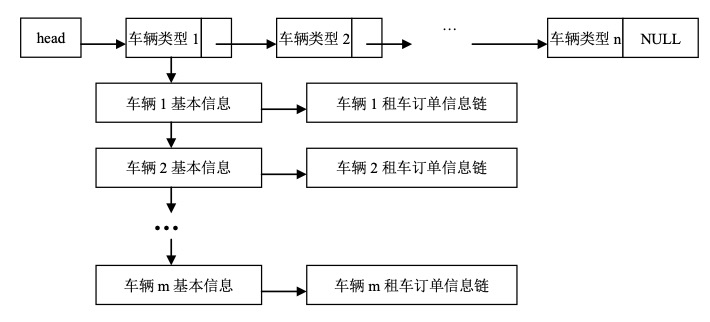 head 车辆类型 1 车辆类型 2 … 车辆类型 n NULL
车辆 1 基本信息 车辆 1 租车订单信息链
车辆 2 基本信息 车辆 2 租车订单信息链
•••
车辆 m 基本信息 车辆 m 租车订单信息链